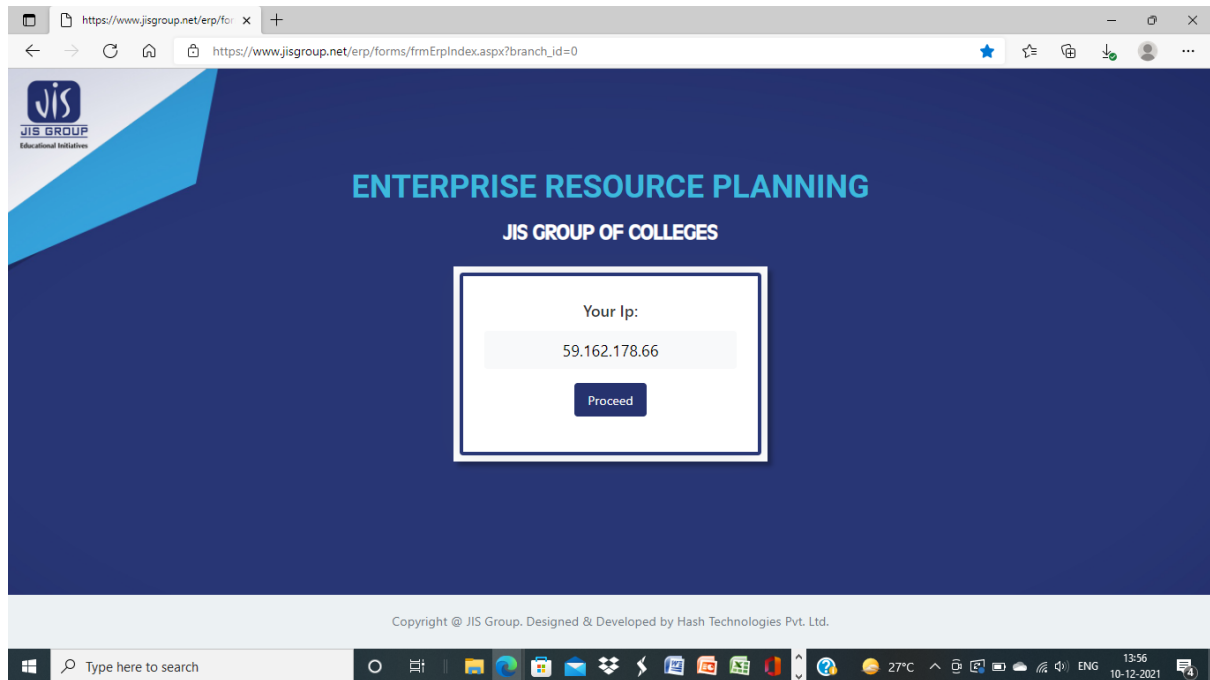 https://www.jisgroup.net/erp/for
https://www.jisgroup.net/erp/forms/frmErpIndex.aspx?branch_id=0
JIS
JIS GROUP
Educational Initiatives
ENTERPRISE RESOURCE PLANNING
JIS GROUP OF COLLEGES
Your Ip:
59.162.178.66
Proceed
Copyright @ JIS Group. Designed & Developed by Hash Technologies Pvt. Ltd.
Type here to search
27°C
ENG
13:56
10-12-2021
4